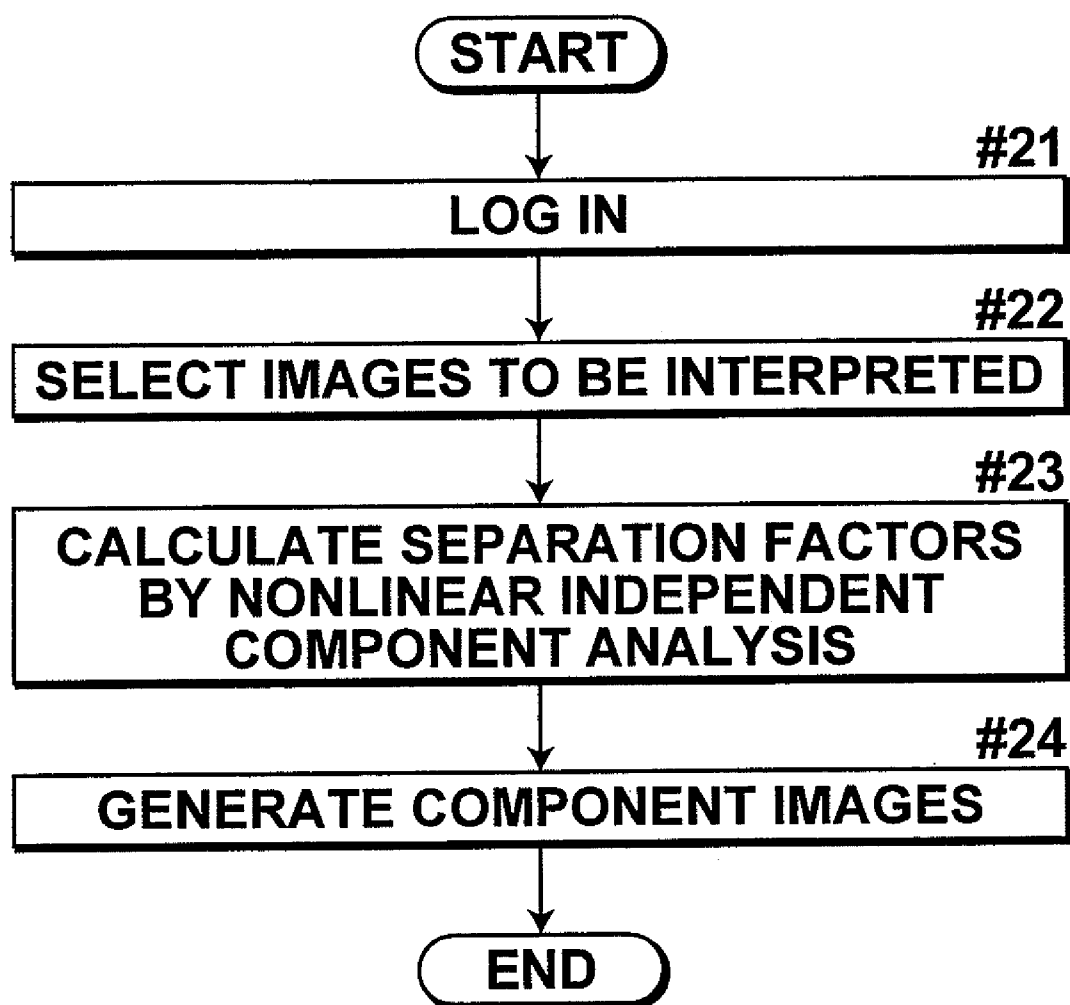 START
#21
LOG IN
#22
SELECT IMAGES TO BE INTERPRETED
#23
CALCULATE SEPARATION FACTORS
BY NONLINEAR INDEPENDENT
COMPONENT ANALYSIS
#24
GENERATE COMPONENT IMAGES
END